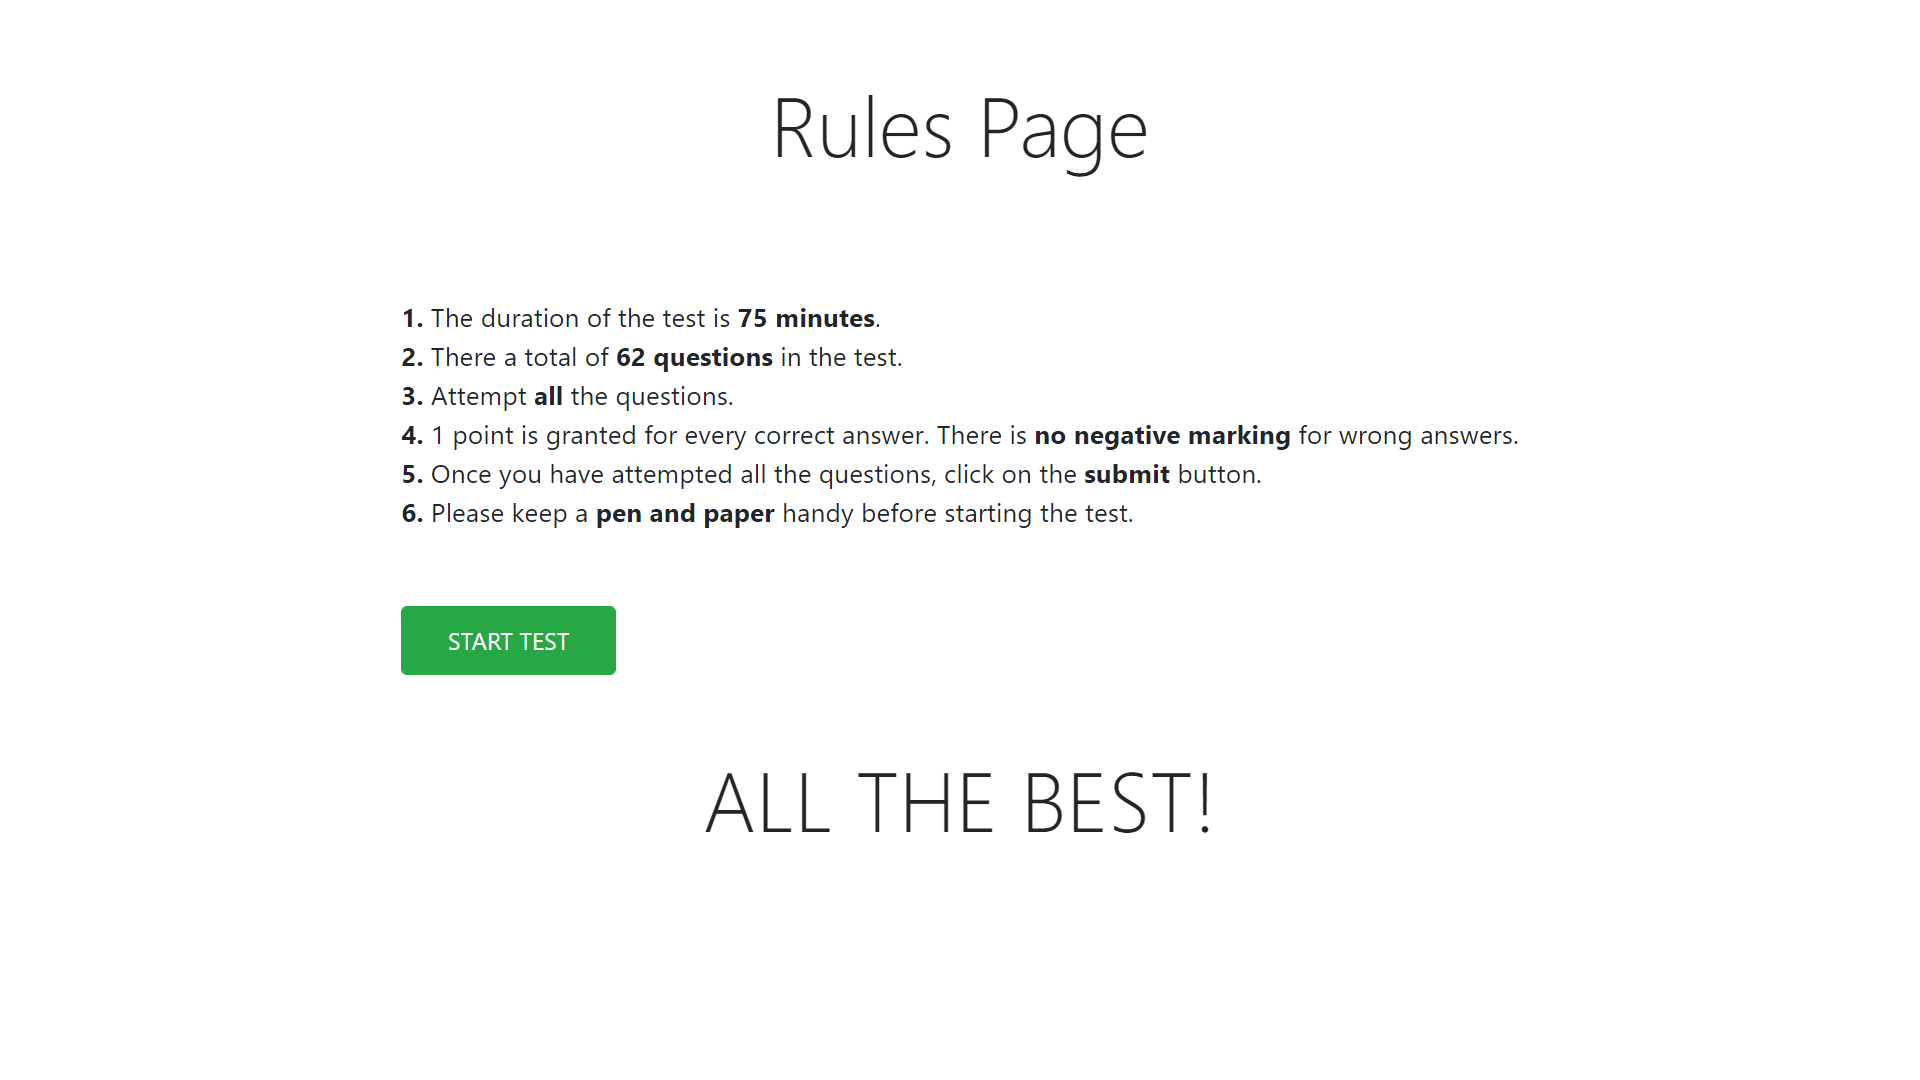 Rules Page
1. The duration of the test is 75 minutes.
2. There a total of 62 questions in the test.
3. Attempt all the questions.
4. 1 point is granted for every correct answer. There is no negative marking for wrong answers.
5. Once you have attempted all the questions, click on the submit button.
6. Please keep a pen and paper handy before starting the test.
START TEST
ALL THE BEST!